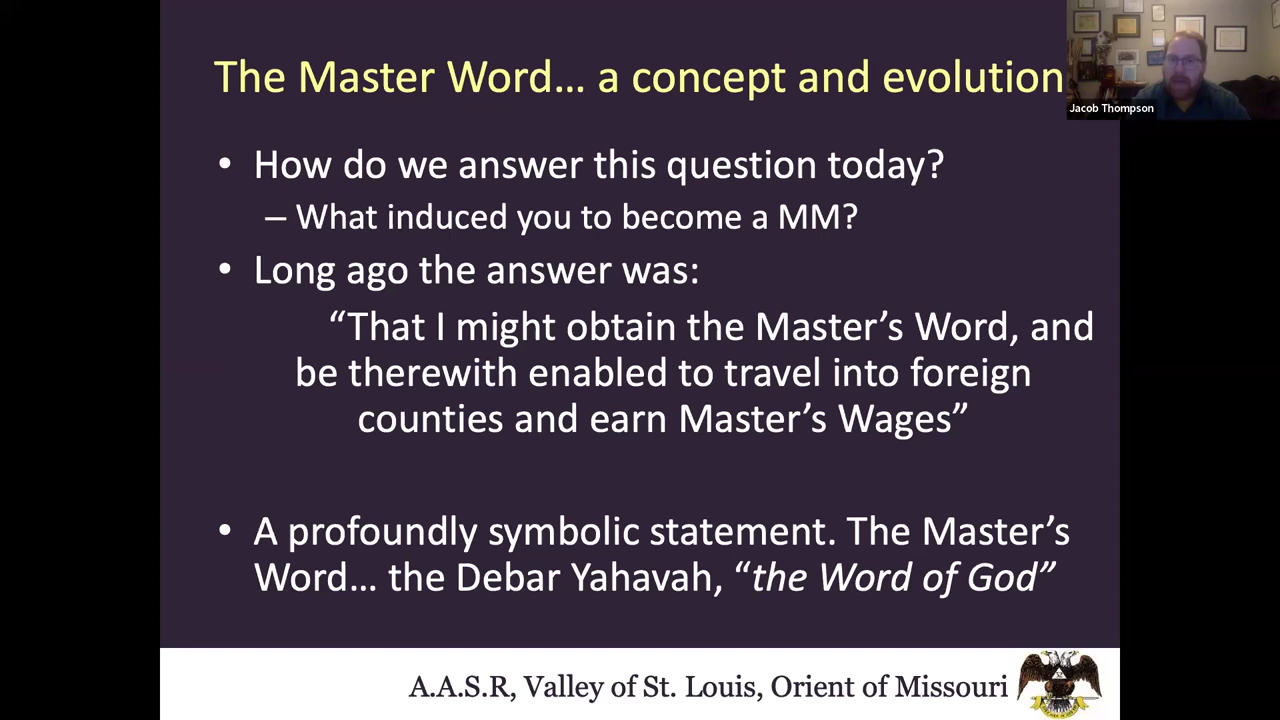 The Master Word... a concept and evolution
Jacob Thompson
• How do we answer this question today?
– What induced you to become a MM?
• Long ago the answer was:
“That I might obtain the Master’s Word, and
be therewith enabled to travel into foreign
counties and earn Master’s Wages”
• A profoundly symbolic statement. The Master’s
Word... the Debar Yahavah, “the Word of God”
A.A.S.R, Valley of St. Louis, Orient of Missouri